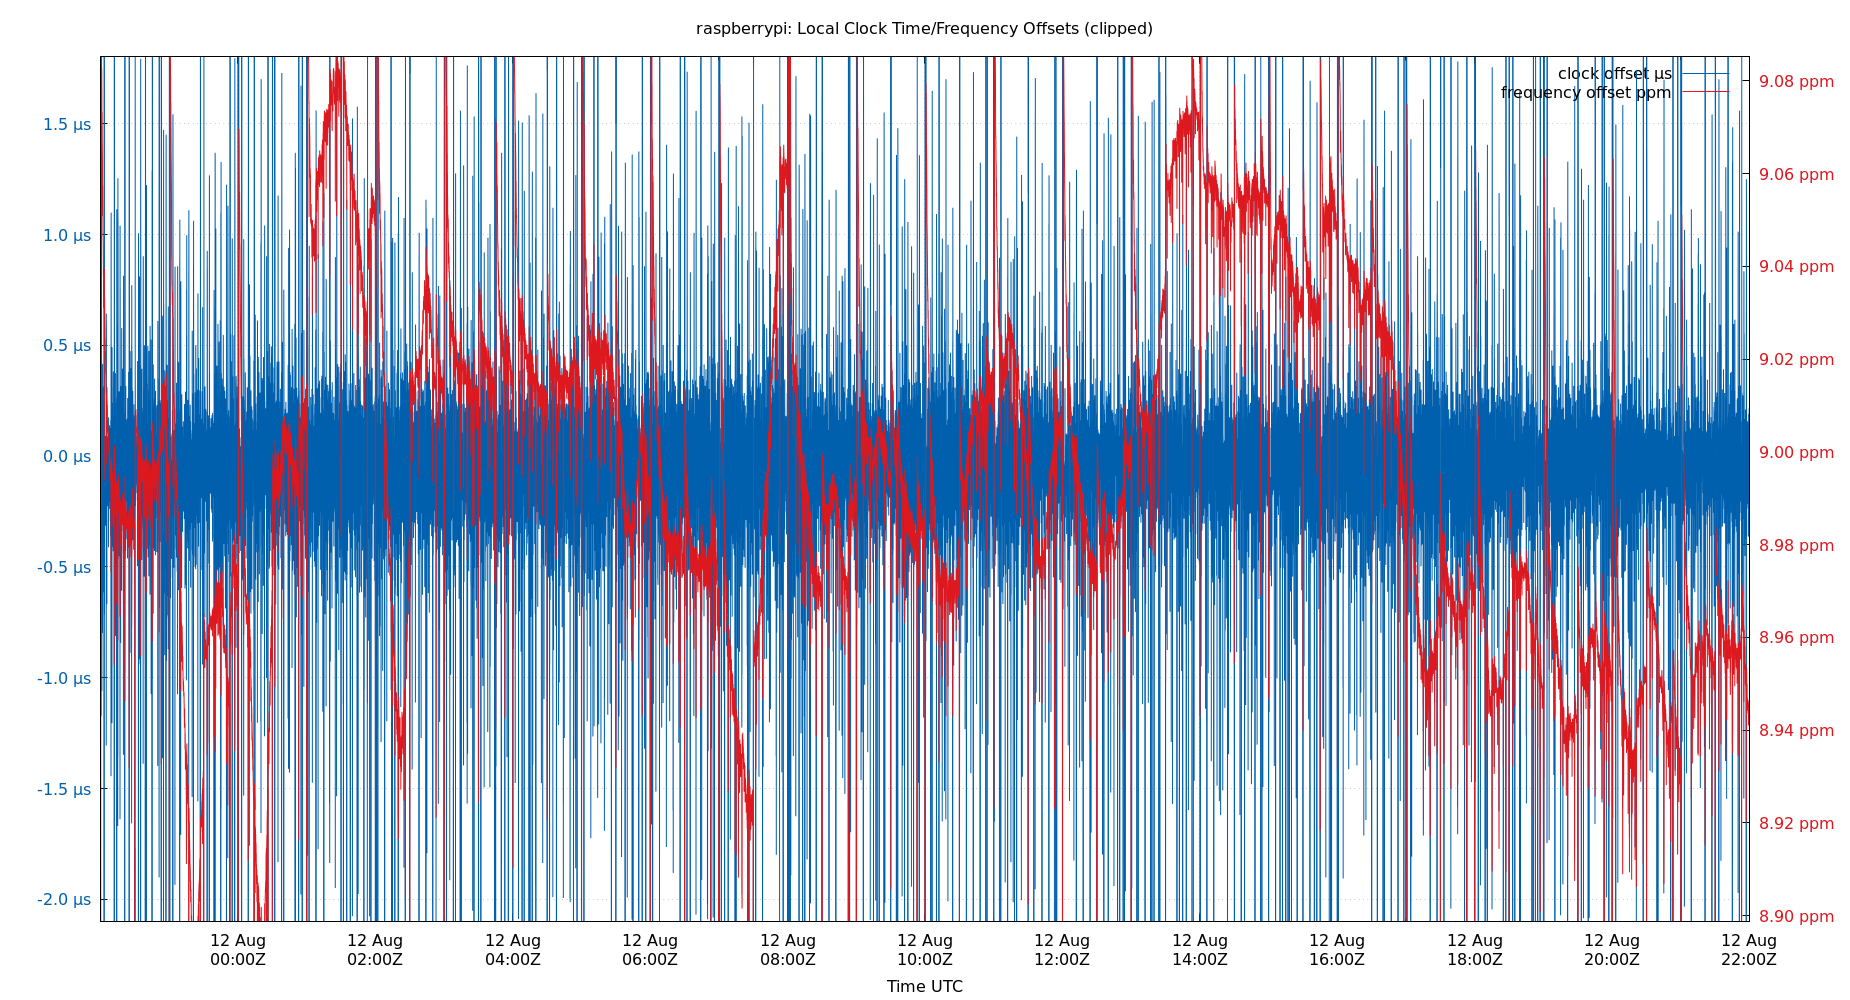 raspberrypi: Local Clock Time/Frequency Offsets (clipped)
clock offset µs
frequency offset ppm
1.5 µs
1.0 µs
0.5 µs
0.0 µs
-0.5 µs
-1.0 µs
-1.5 µs
-2.0 µs
9.08 ppm
9.06 ppm
9.04 ppm
9.02 ppm
9.00 ppm
8.98 ppm
8.96 ppm
8.94 ppm
8.92 ppm
8.90 ppm
12 Aug 12 Aug 12 Aug 12 Aug 12 Aug 12 Aug 12 Aug 12 Aug 12 Aug 12 Aug 12 Aug 12 Aug
00:00Z 02:00Z 04:00Z 06:00Z 08:00Z 10:00Z 12:00Z 14:00Z 16:00Z 18:00Z 20:00Z 22:00Z
Time UTC